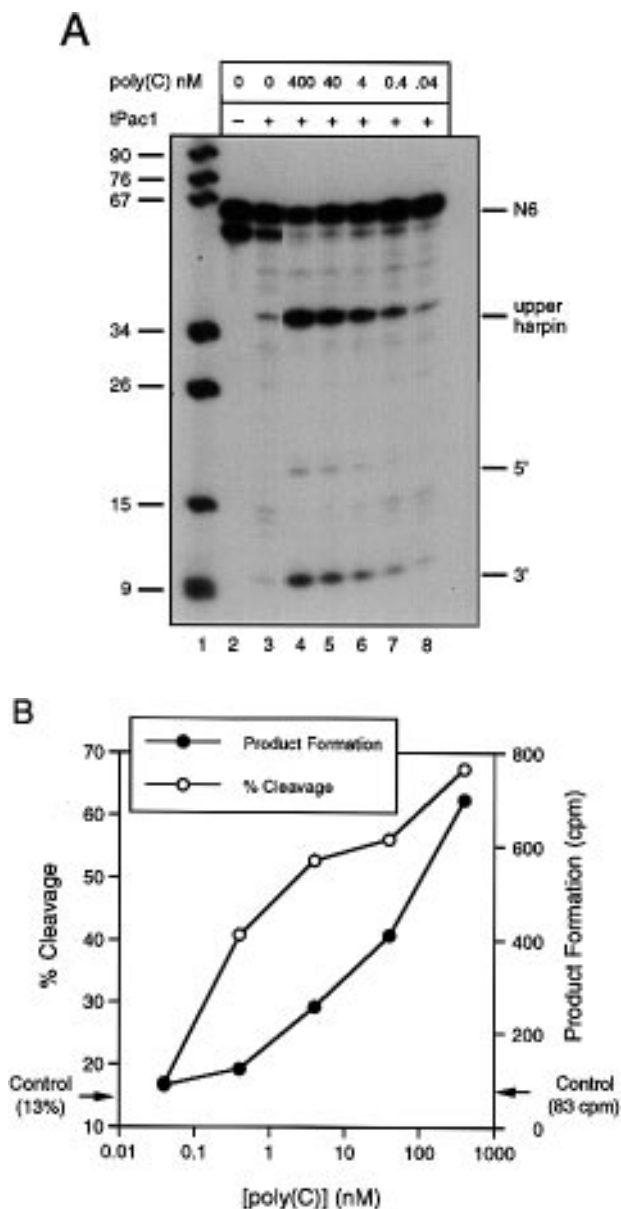 A
poly(C) nM 0 0 400 40 4 0.4 .04
tPac1 − + + + + + +
90
76
67
N6
upper
harpin
34
26
5'
15
3'
9
1 2 3 4 5 6 7 8
B
Product Formation
% Cleavage
70
60
50
40
30
20
10
% Cleavage
800
600
400
200
0
Product Formation (cpm)
Control
(13%)
Control
(83 cpm)
0.01 0.1 1 10 100 1000
[poly(C)] (nM)